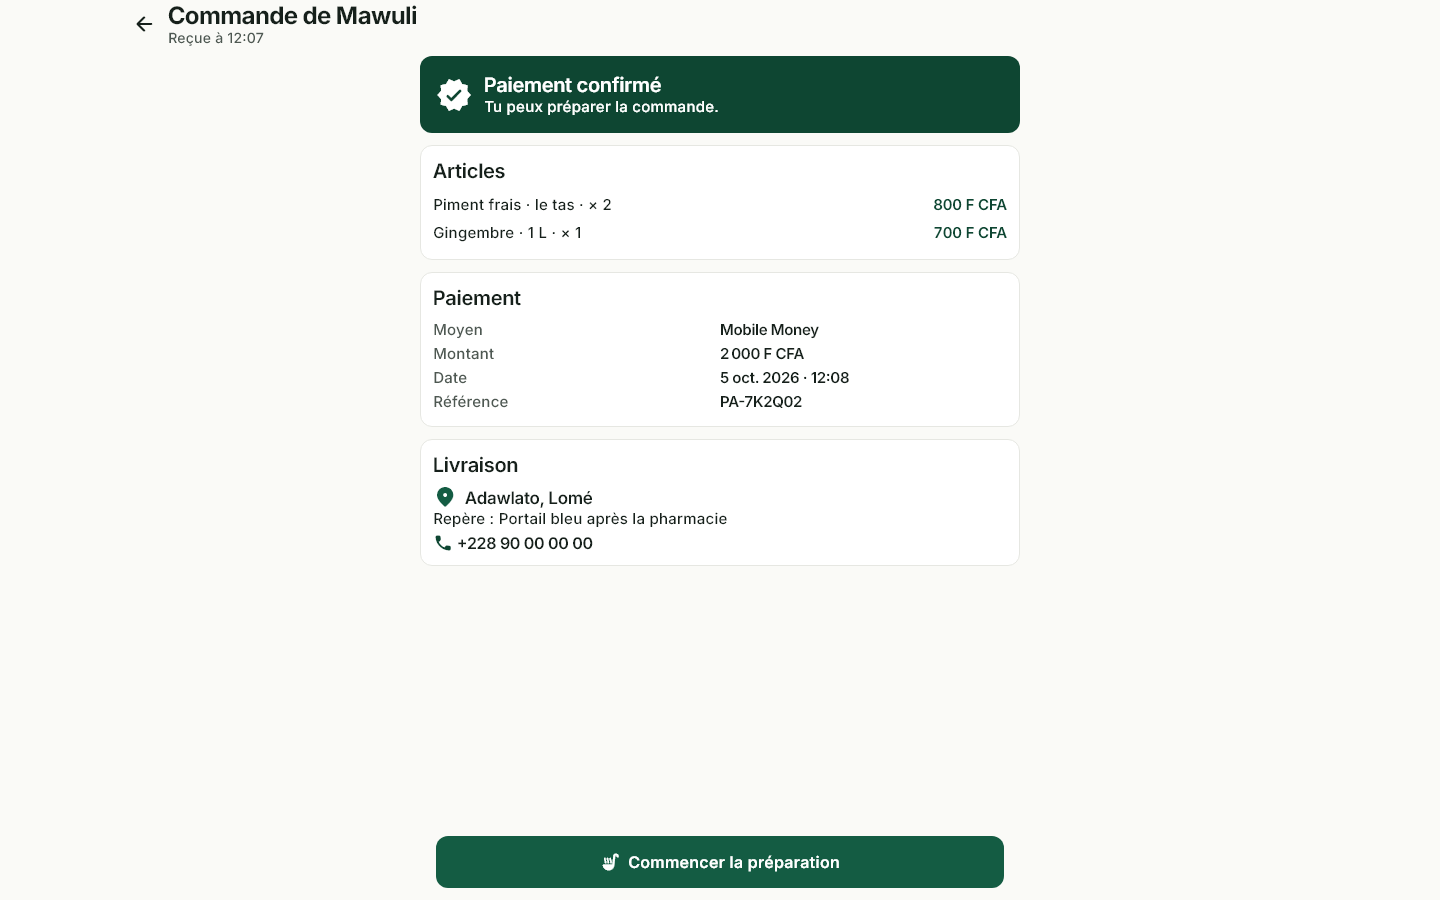 Commande de Mawuli
Reçue à 12:07
Paiement confirmé
Tu peux préparer la commande.
Articles
Piment frais · le tas · × 2 800 F CFA
Gingembre · 1 L · × 1 700 F CFA
Paiement
Moyen Mobile Money
Montant 2 000 F CFA
Date 5 oct. 2026 · 12:08
Référence PA-7K2Q02
Livraison
Adawlato, Lomé
Repère : Portail bleu après la pharmacie
+228 90 00 00 00
Commencer la préparation